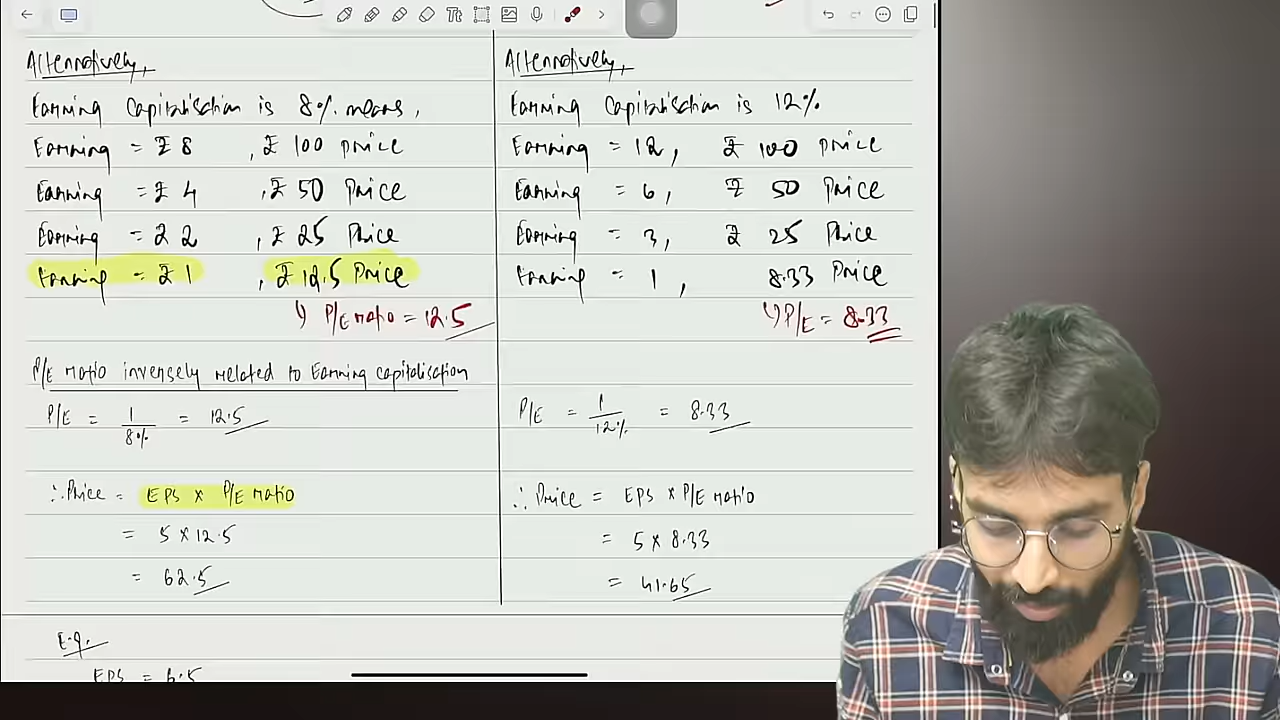 Alternatively,
Earning Capitalisation is 8% means,
Earning = ₹ 8 , ₹ 100 Price
Earning = ₹ 4 , ₹ 50 Price
Earning = ₹ 2 , ₹ 25 Price
Earning = ₹ 1 , ₹ 12.5 Price
↳ P/E ratio = 12.5
P/E ratio inversely related to Earning capitalisation
P/E = 1/8% = 12.5
∴ Price = EPS × P/E ratio
= 5 × 12.5
= 62.5
E.g.
EPS = 6.5
Alternatively,
Earning Capitalisation is 12%
Earning = 12, ₹ 100 Price
Earning = 6, ₹ 50 Price
Earning = 3, ₹ 25 Price
Earning = 1, 8.33 Price
↳ P/E = 8.33
P/E = 1/12% = 8.33
∴ Price = EPS × P/E ratio
= 5 × 8.33
= 41.65